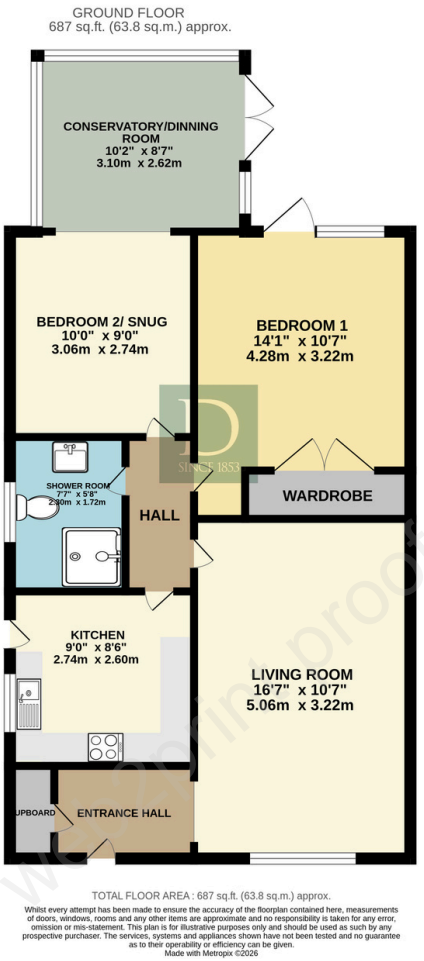 GROUND FLOOR
687 sq.ft. (63.8 sq.m.) approx.
CONSERVATORY/DINNING
ROOM
10'2" x 8'7"
3.10m x 2.62m
BEDROOM 2/ SNUG
10'0" x 9'0"
3.06m x 2.74m
BEDROOM 1
14'1" x 10'7"
4.28m x 3.22m
D
SINCE 1853
SHOWER ROOM
7'7" x 5'8"
2.30m x 1.72m
HALL
WARDROBE
KITCHEN
9'0" x 8'6"
2.74m x 2.60m
LIVING ROOM
16'7" x 10'7"
5.06m x 3.22m
UPBOARD
ENTRANCE HALL
web2print proof
TOTAL FLOOR AREA : 687 sq.ft. (63.8 sq.m.) approx.
Whilst every attempt has been made to ensure the accuracy of the floorplan contained here, measurements
of doors, windows, rooms and any other items are approximate and no responsibility is taken for any error,
omission or mis-statement. This plan is for illustrative purposes only and should be used as such by any
prospective purchaser. The services, systems and appliances shown have not been tested and no guarantee
as to their operability or efficiency can be given.
Made with Metropix ©2026